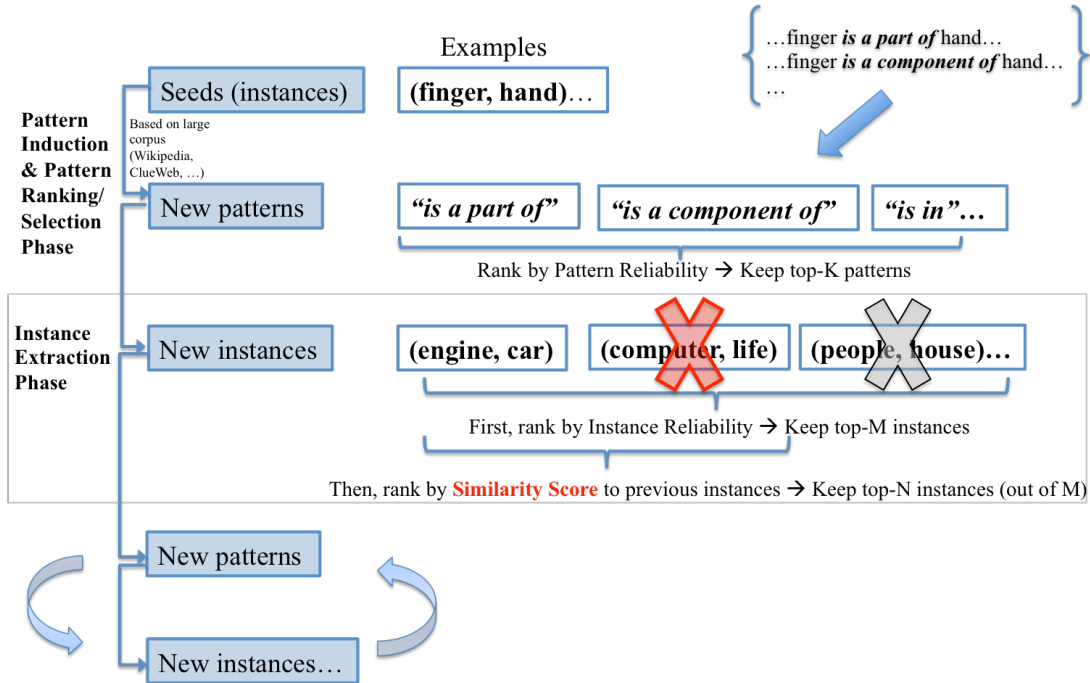 Examples
…finger is a part of hand…
…finger is a component of hand…
…
Seeds (instances)
(finger, hand)…
Pattern
Induction
& Pattern
Ranking/
Selection
Phase
Based on large
corpus
(Wikipedia,
ClueWeb, …)
New patterns
“is a part of”
“is a component of”
“is in”…
Rank by Pattern Reliability → Keep top-K patterns
Instance
Extraction
Phase
New instances
(engine, car)
(computer, life)
(people, house)…
First, rank by Instance Reliability → Keep top-M instances
Then, rank by Similarity Score to previous instances → Keep top-N instances (out of M)
New patterns
New instances…